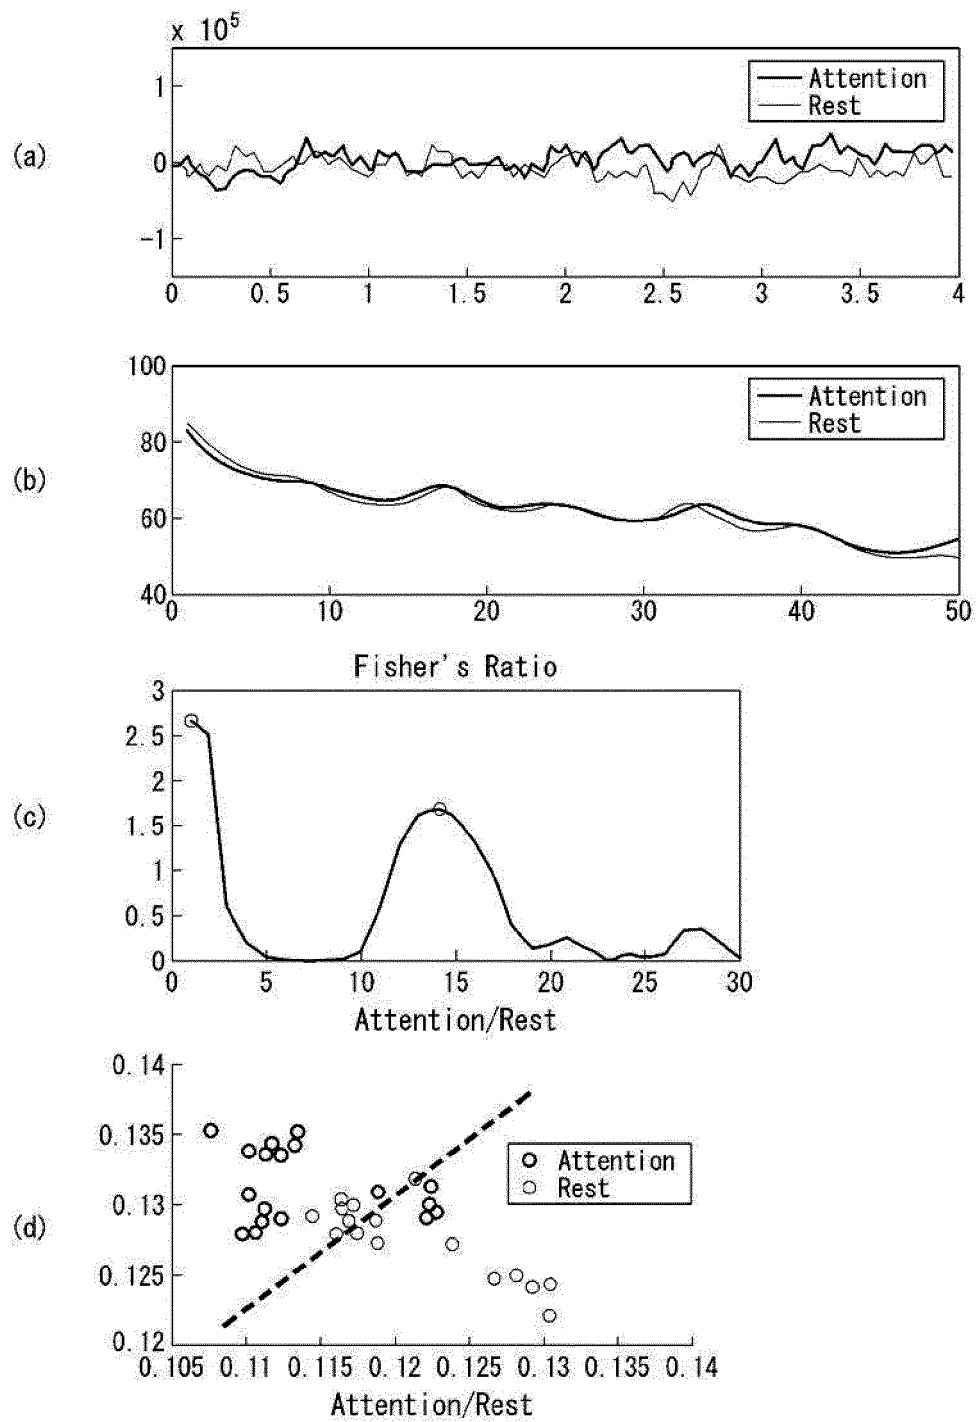 x 10⁵
Attention
Rest
(a)
1
0
-1
0 0.5 1 1.5 2 2.5 3 3.5 4
100
Attention
Rest
80
(b)
60
40
0 10 20 30 40 50
Fisher's Ratio
3
2.5
2
(c)
1.5
1
0.5
0
0 5 10 15 20 25 30
Attention/Rest
0.14
0.135
Attention
Rest
0.13
(d)
0.125
0.12
0.105 0.11 0.115 0.12 0.125 0.13 0.135 0.14
Attention/Rest